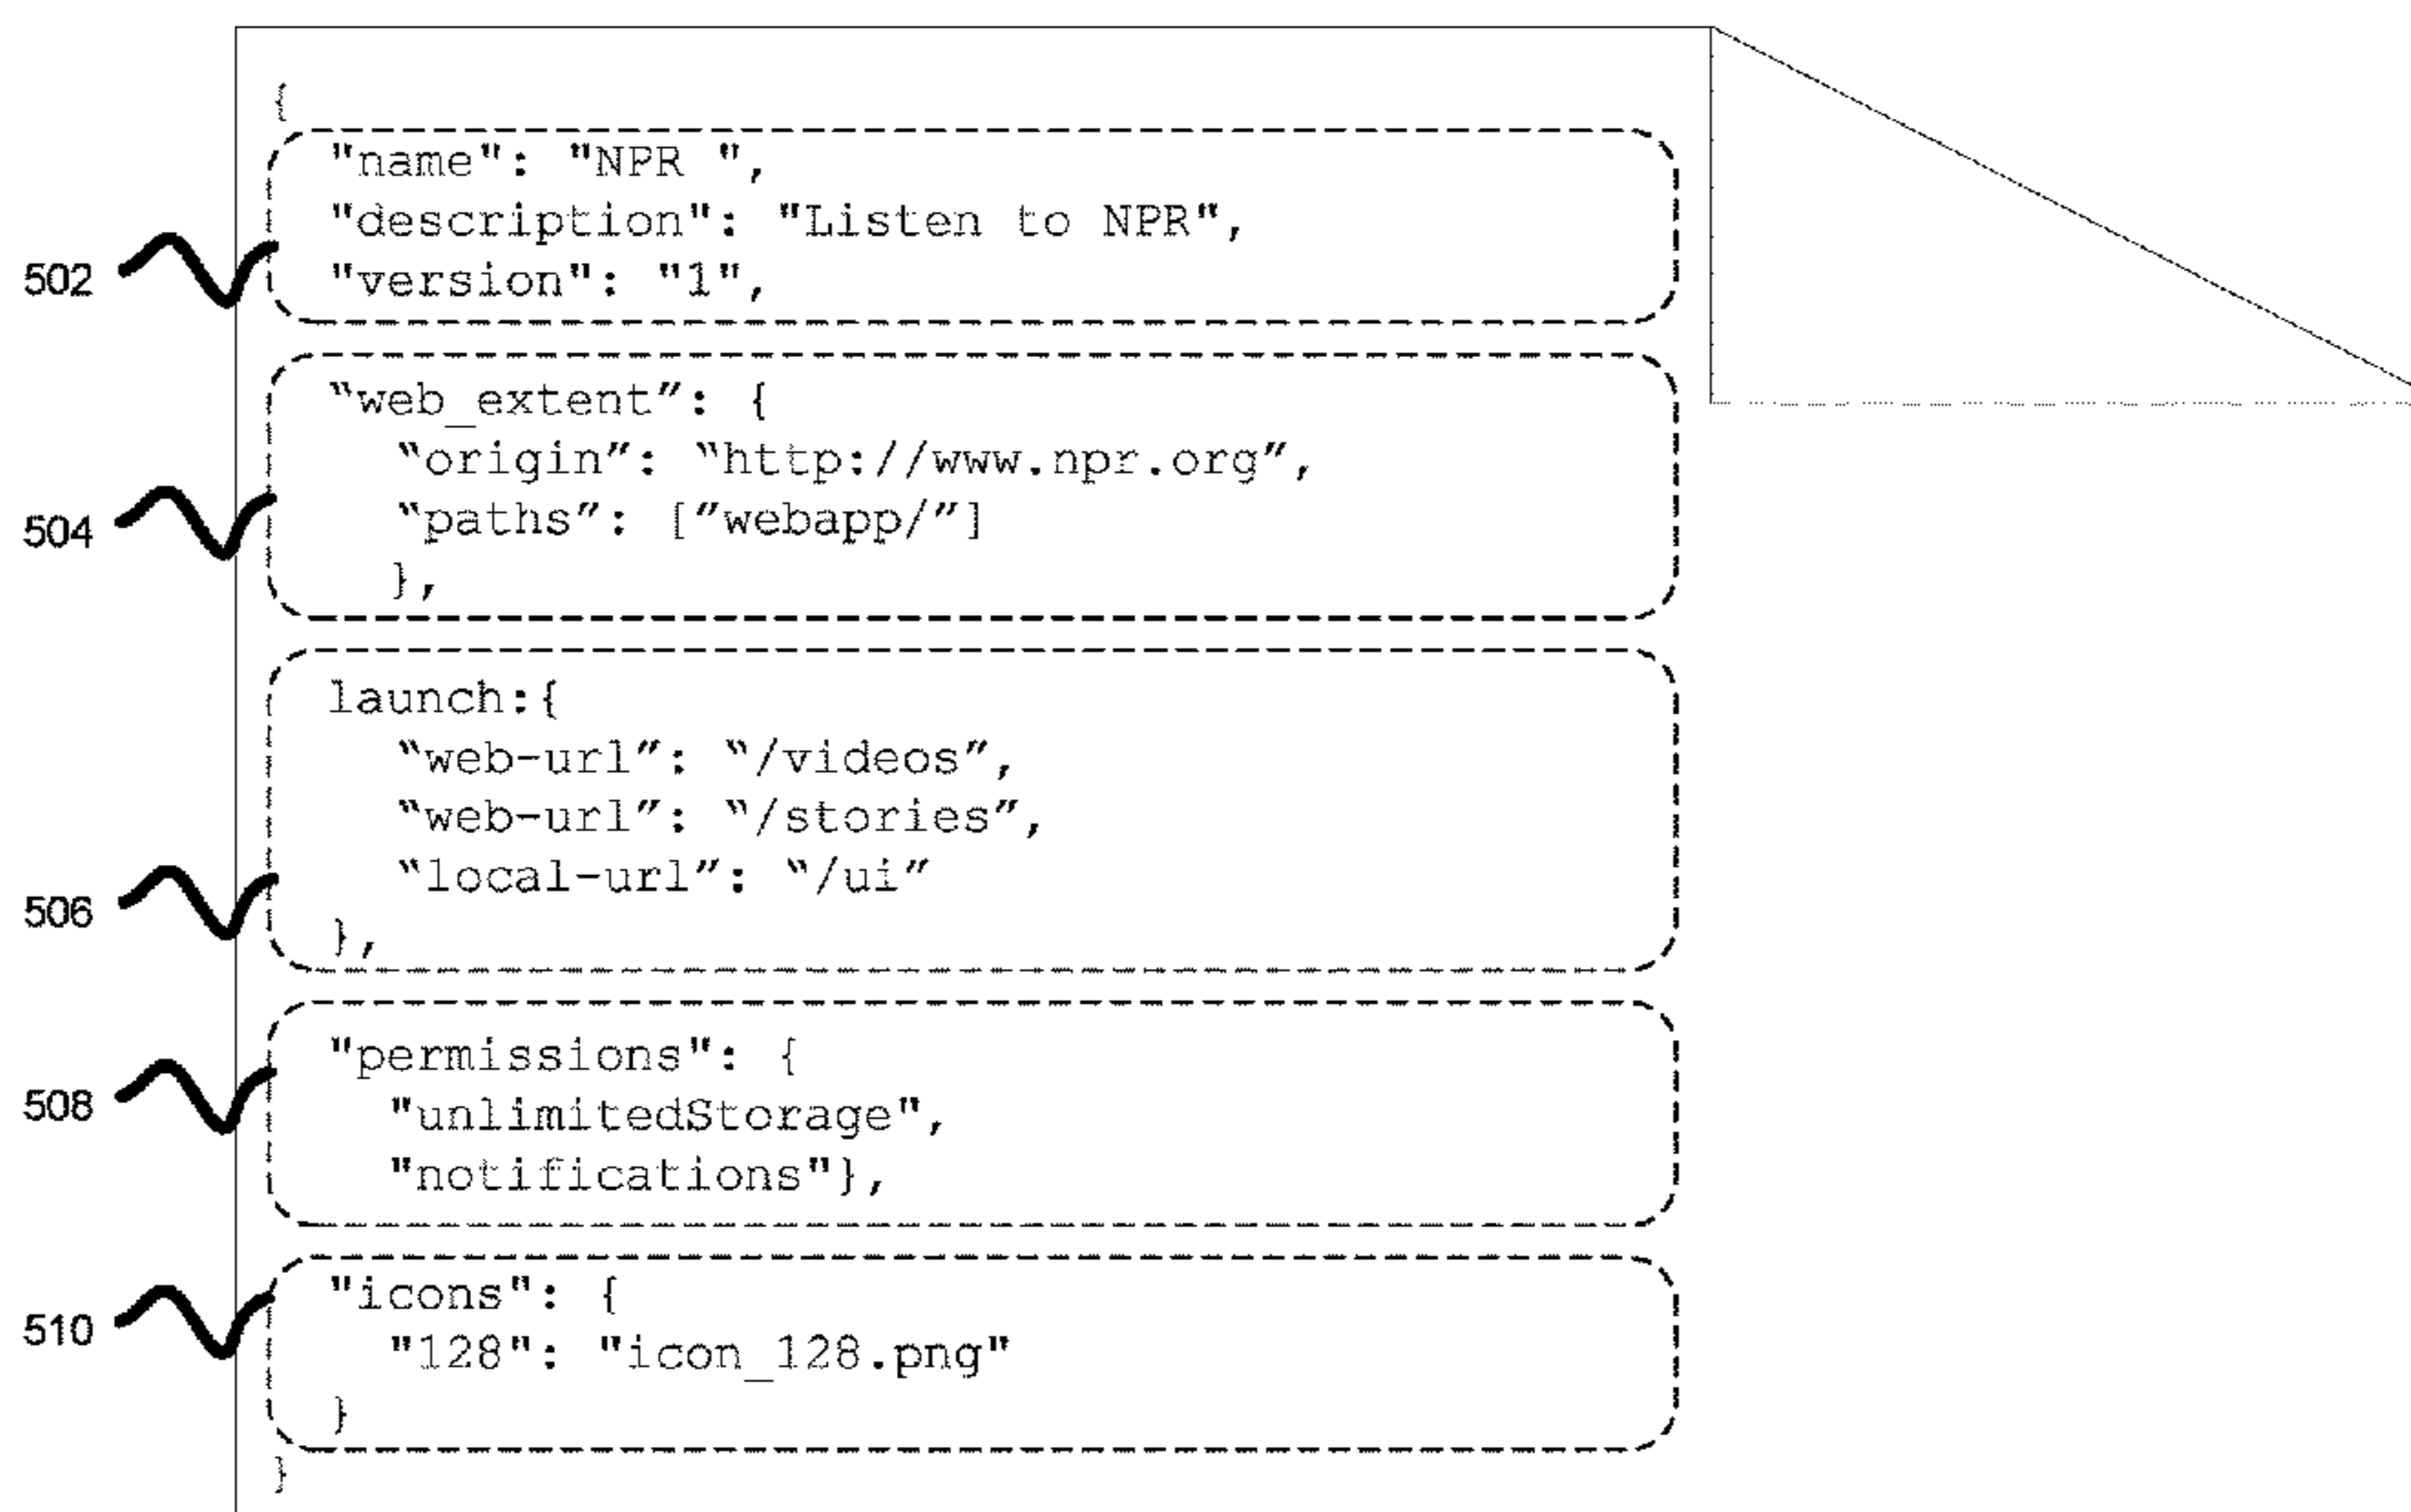 {
"name": "NPR ",
"description": "Listen to NPR",
502
"version": "1",
“web_extent”: {
“origin”: “http://www.npr.org”,
504
“paths”: [”webapp/”]
},
launch:{
“web-url”: “/videos”,
“web-url”: “/stories”,
“local-url”: “/ui”
506
},
"permissions": {
508
"unlimitedStorage",
"notifications"},
"icons": {
510
"128": "icon_128.png"
}
}